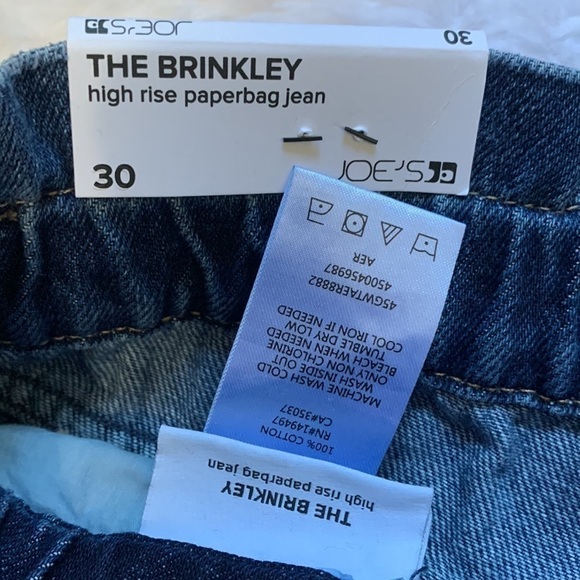 JOE'S
30
THE BRINKLEY
high rise paperbag jean
30
JOE'S
100% COTTON
RN#149497
CA#35037
MACHINE WASH COLD
WASH INSIDE OUT
ONLY NON CHLORINE
BLEACH WHEN NEEDED
TUMBLE DRY LOW
COOL IRON IF NEEDED
45GWTAER8882
4500456987
AER
THE BRINKLEY
high rise paperbag jean